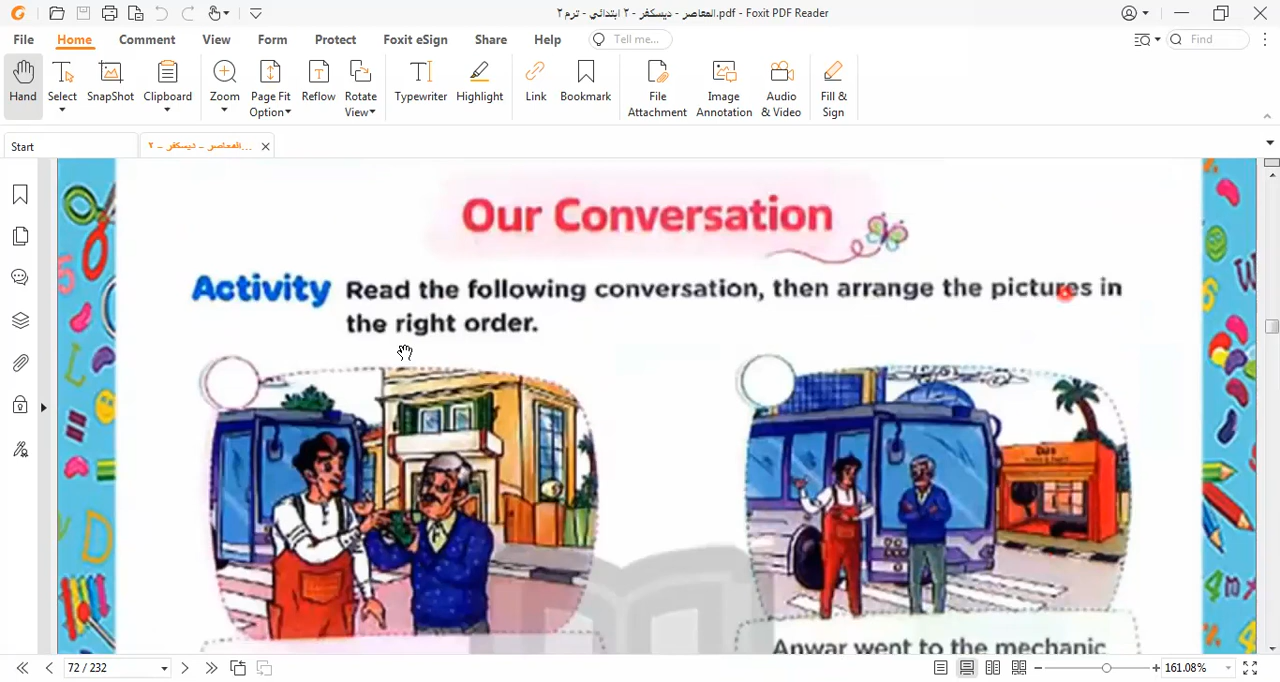 المعاصر - ديسكفر - ٢ ابتدائي - ترم٢.pdf - Foxit PDF Reader
File Home Comment View Form Protect Foxit eSign Share Help Tell me... Find
Hand Select SnapShot Clipboard Zoom Page Fit Option Reflow Rotate View Typewriter Highlight Link Bookmark File Attachment Image Annotation Audio & Video Fill & Sign
Start
المعاصر - ديسكفر - ٢...
Our Conversation
Activity Read the following conversation, then arrange the pictures in
the right order.
Anwar went to the mechanic
72 / 232
161.08%